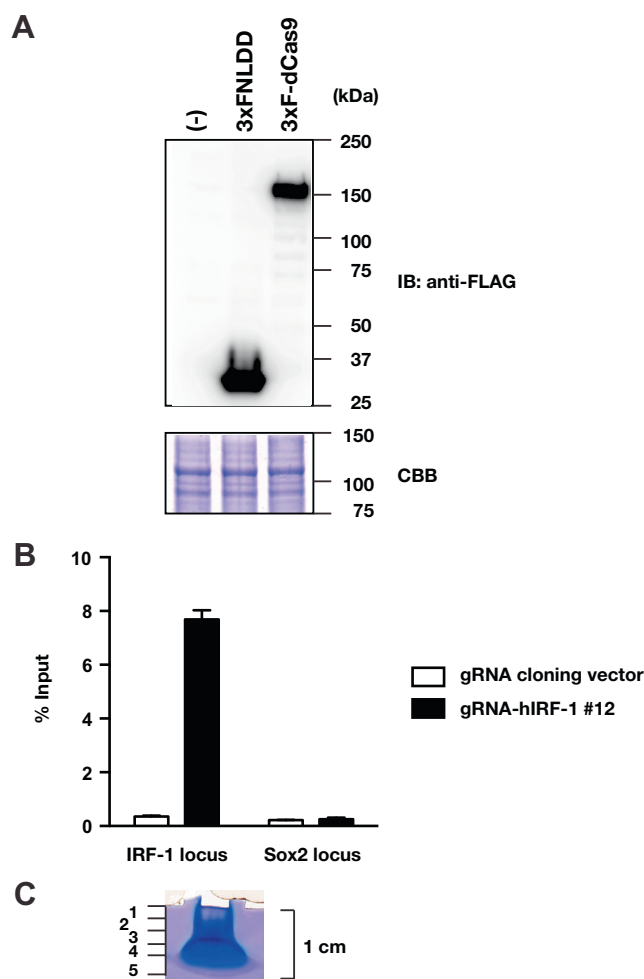 A
(-)
3xFNLDD
3xF-dCas9
(kDa)
250
150
100
75
50
37
25
IB: anti-FLAG
150
100
75
CBB
B
10
8
6
4
2
0
% Input
IRF-1 locus
Sox2 locus
gRNA cloning vector
gRNA-hIRF-1 #12
C
1
2
3
4
5
1 cm